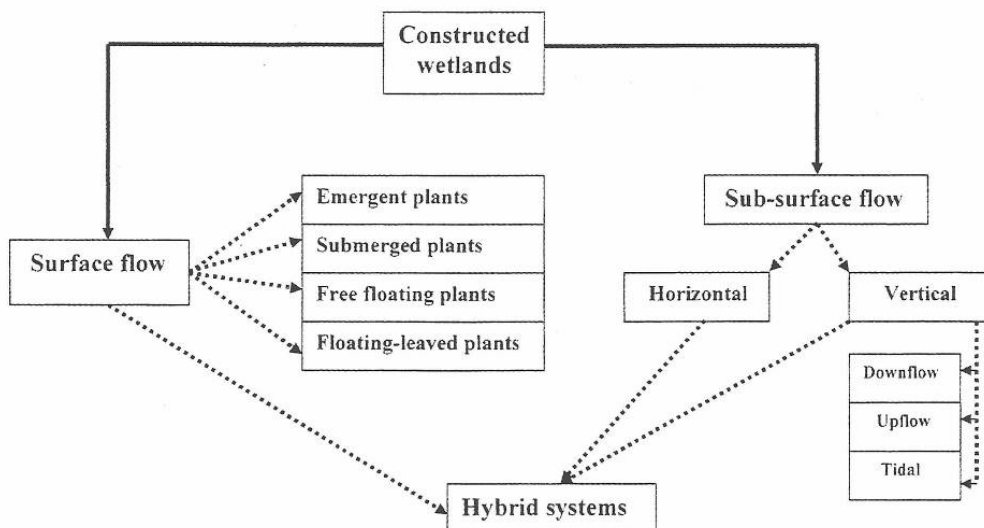 Constructed
wetlands
Emergent plants
Sub-surface flow
Submerged plants
Surface flow
Free floating plants
Horizontal
Vertical
Floating-leaved plants
Downflow
Upflow
Tidal
Hybrid systems